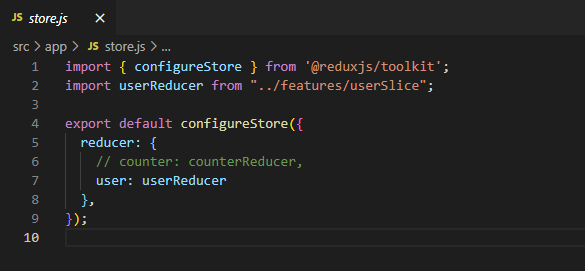 JS store.js ×
src > app > JS store.js > ...
1 import { configureStore } from '@reduxjs/toolkit';
2 import userReducer from "../features/userSlice";
3
4 export default configureStore({
5   reducer: {
6     // counter: counterReducer,
7     user: userReducer
8   },
9 });
10